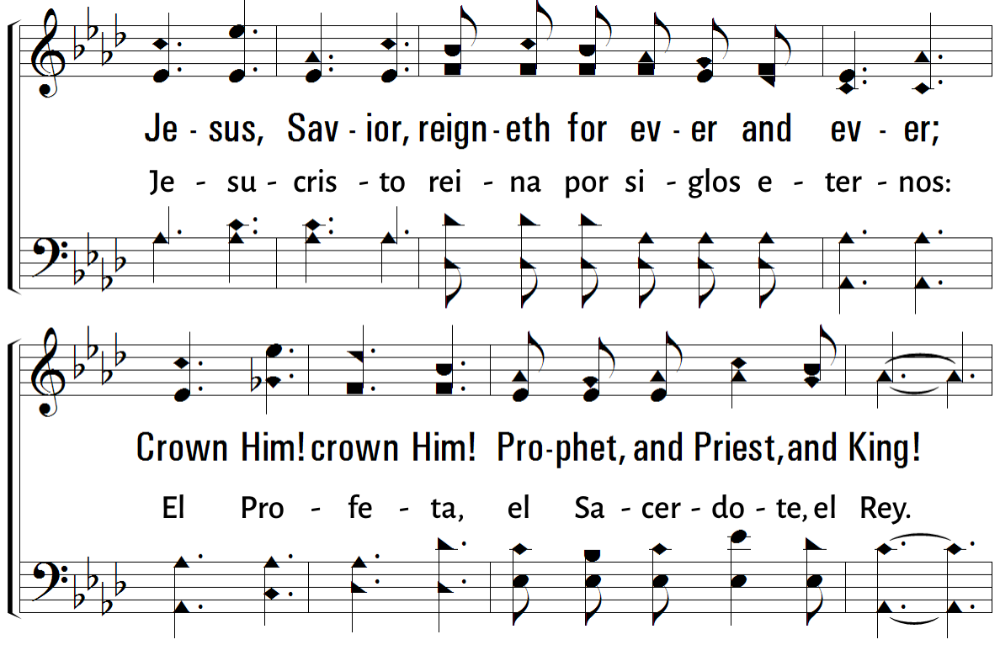 Je - sus, Sav - ior, reign - eth for ev - er and ev - er;
Je - su - cris - to rei - na por si - glos e - ter - nos:
Crown Him! crown Him! Pro - phet, and Priest, and King!
El Pro - fe - ta, el Sa - cer - do - te, el Rey.